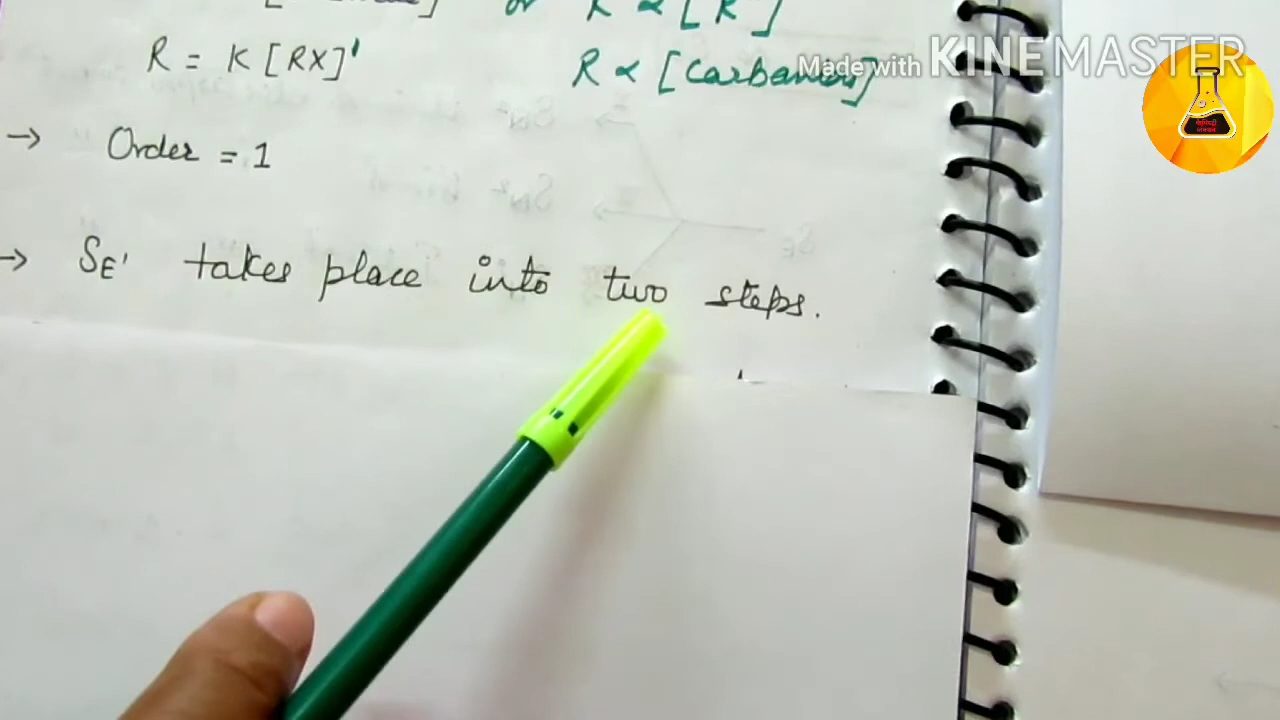 R = K [RX]¹
R ∝ [Carbanion]
Made with KINEMASTER
→ Order = 1
→ SE¹ takes place into two steps.